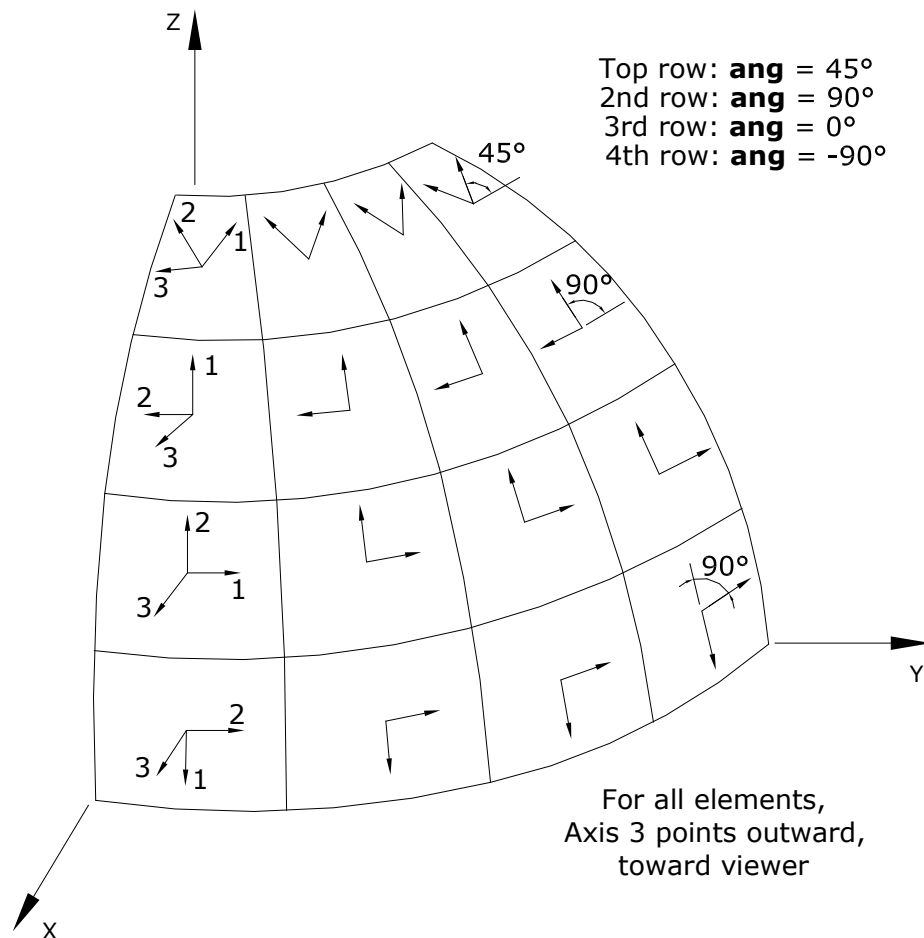 Z
Top row: ang = 45°
2nd row: ang = 90°
3rd row: ang = 0°
4th row: ang = -90°
45°
2
1
3
90°
1
2
3
2
1
3
90°
Y
2
3
1
For all elements,
Axis 3 points outward,
toward viewer
X